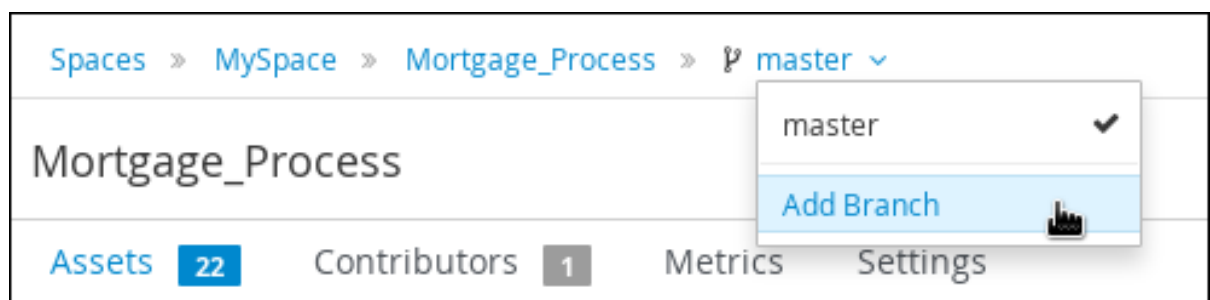 Spaces » MySpace » Mortgage_Process » master
master
Mortgage_Process
Add Branch
Assets 22 Contributors 1 Metrics Settings